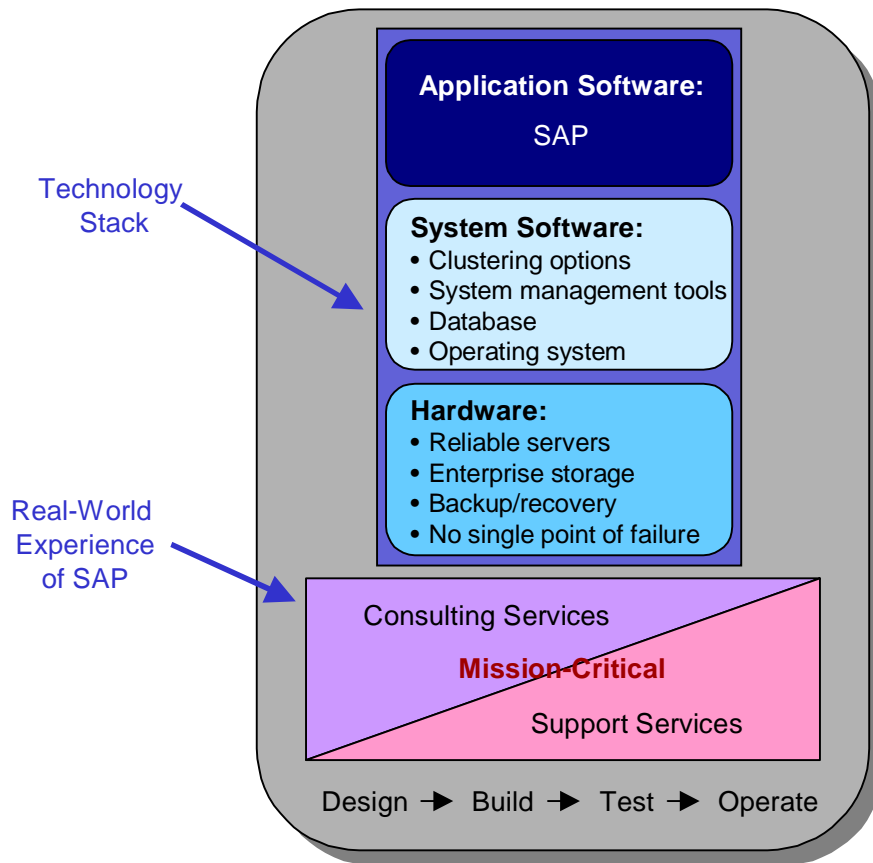 Application Software:
SAP
Technology
Stack
System Software:
• Clustering options
• System management tools
• Database
• Operating system
Hardware:
• Reliable servers
• Enterprise storage
• Backup/recovery
• No single point of failure
Real-World
Experience
of SAP
Consulting Services
Mission-Critical
Support Services
Design → Build → Test → Operate